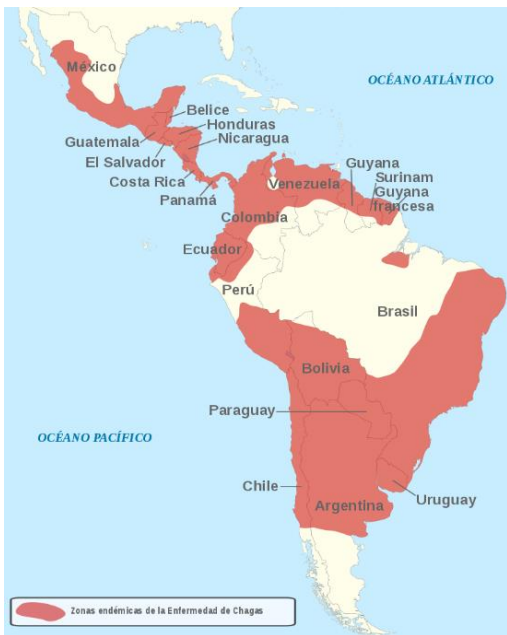 México
OCÉANO ATLÁNTICO
Belice
Honduras
Guatemala
Nicaragua
El Salvador
Costa Rica
Panamá
Guyana
Surinam
Venezuela
Guyana
francesa
Colombia
Ecuador
Perú
Brasil
Bolivia
Paraguay
OCÉANO PACÍFICO
Chile
Argentina
Uruguay
Zonas endémicas de la Enfermedad de Chagas